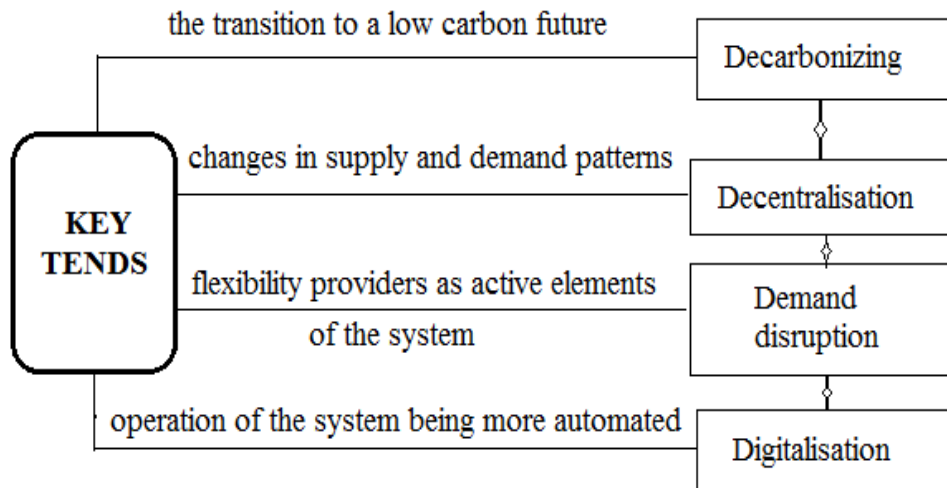 the transition to a low carbon future
Decarbonizing
changes in supply and demand patterns
Decentralisation
KEY
TENDS
flexibility providers as active elements
of the system
Demand
disruption
operation of the system being more automated
Digitalisation